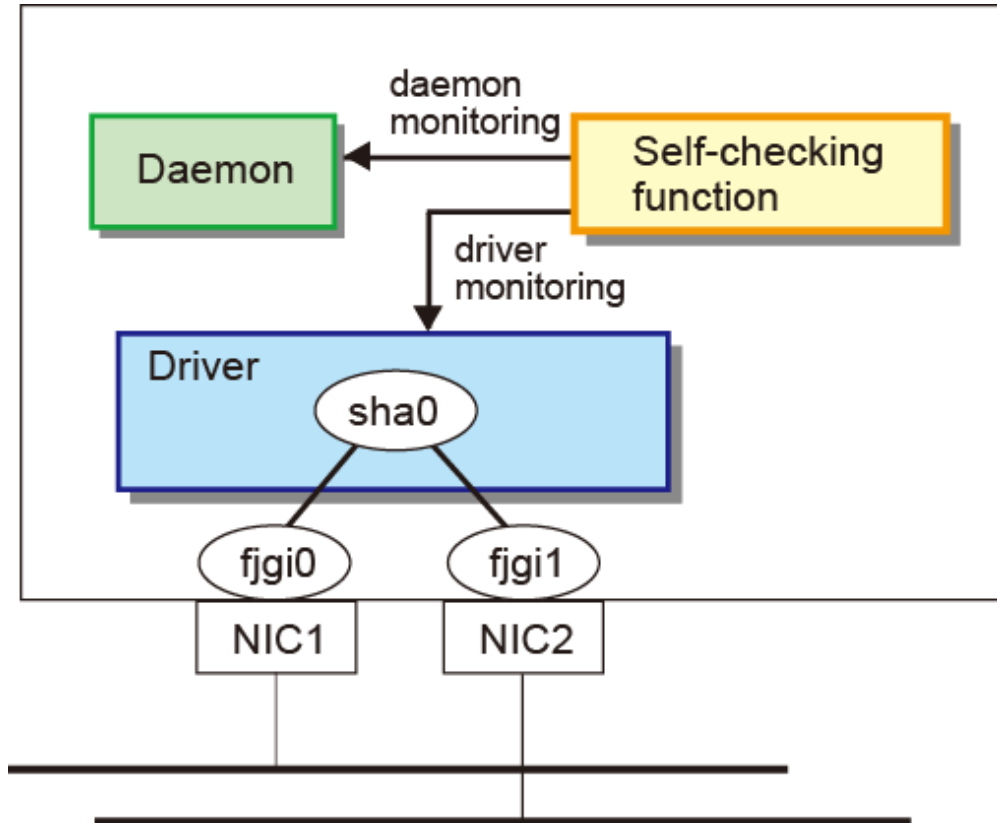 daemon
monitoring
Daemon
Self-checking
function
driver
monitoring
Driver
sha0
fjgi0
fjgi1
NIC1
NIC2